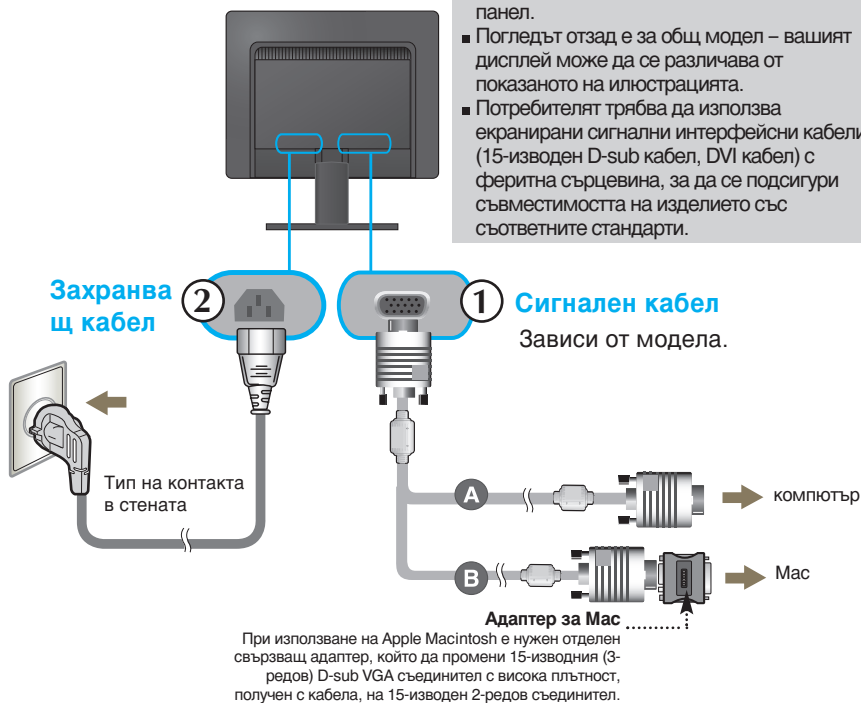 панел.
Погледът отзад е за общ модел – вашият
дисплей може да се различава от
показаното на илюстрацията.
Потребителят трябва да използва
екранирани сигнални интерфейсни кабели
(15-изводен D-sub кабел, DVI кабел) с
феритна сърцевина, за да се подсигури
съвместимостта на изделието със
съответните стандарти.
Захранва
щ кабел
2
1
Сигнален кабел
Зависи от модела.
Тип на контакта
в стената
A
компютър
B
Mac
Адаптер за Mac
При използване на Apple Macintosh е нужен отделен
свързващ адаптер, който да промени 15-изводния (3-
редов) D-sub VGA съединител с висока плътност,
получен с кабела, на 15-изводен 2-редов съединител.